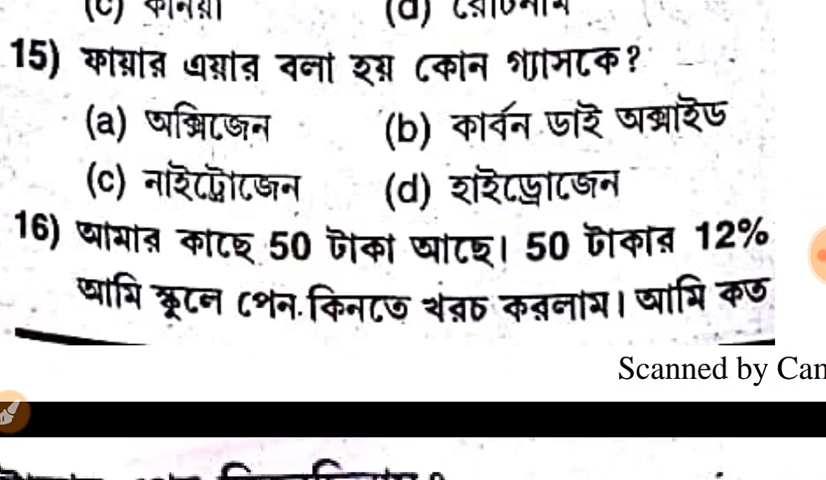 (c)
(d)
15) ফায়ার এয়ার বলা হয় কোন গ্যাসকে?
(a) অক্সিজেন (b) কার্বন ডাই অক্সাইড
(c) নাইট্রোজেন (d) হাইড্রোজেন
16) আমার কাছে 50 টাকা আছে। 50 টাকার 12%
আমি স্কুলে পেন কিনতে খরচ করলাম। আমি কত
Scanned by Cam